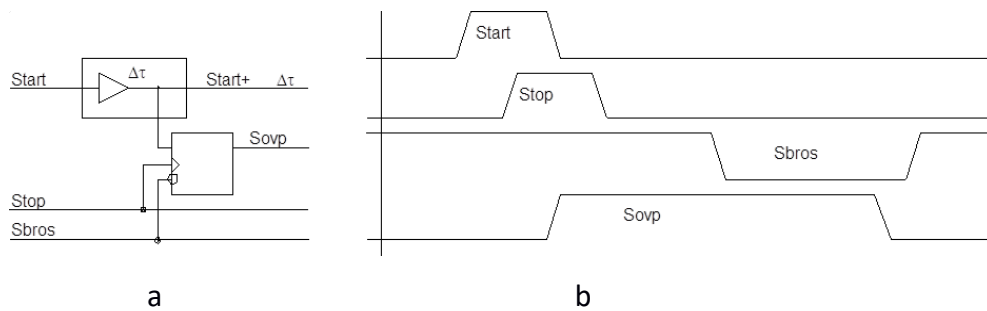 Δτ
Start
Start+ Δτ
Sovp
Stop
Sbros
a
Start
Stop
Sbros
Sovp
b